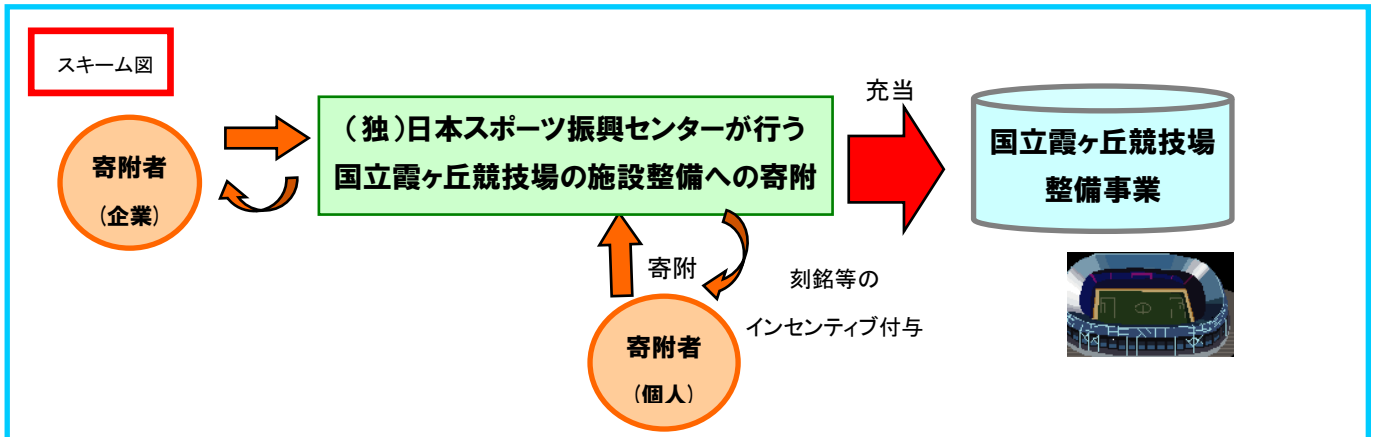 スキーム図
寄附者
（企業）
（独）日本スポーツ振興センターが行う
国立霞ヶ丘競技場の施設整備への寄附
充当
国立霞ヶ丘競技場
整備事業
寄附
刻銘等の
インセンティブ付与
寄附者
（個人）